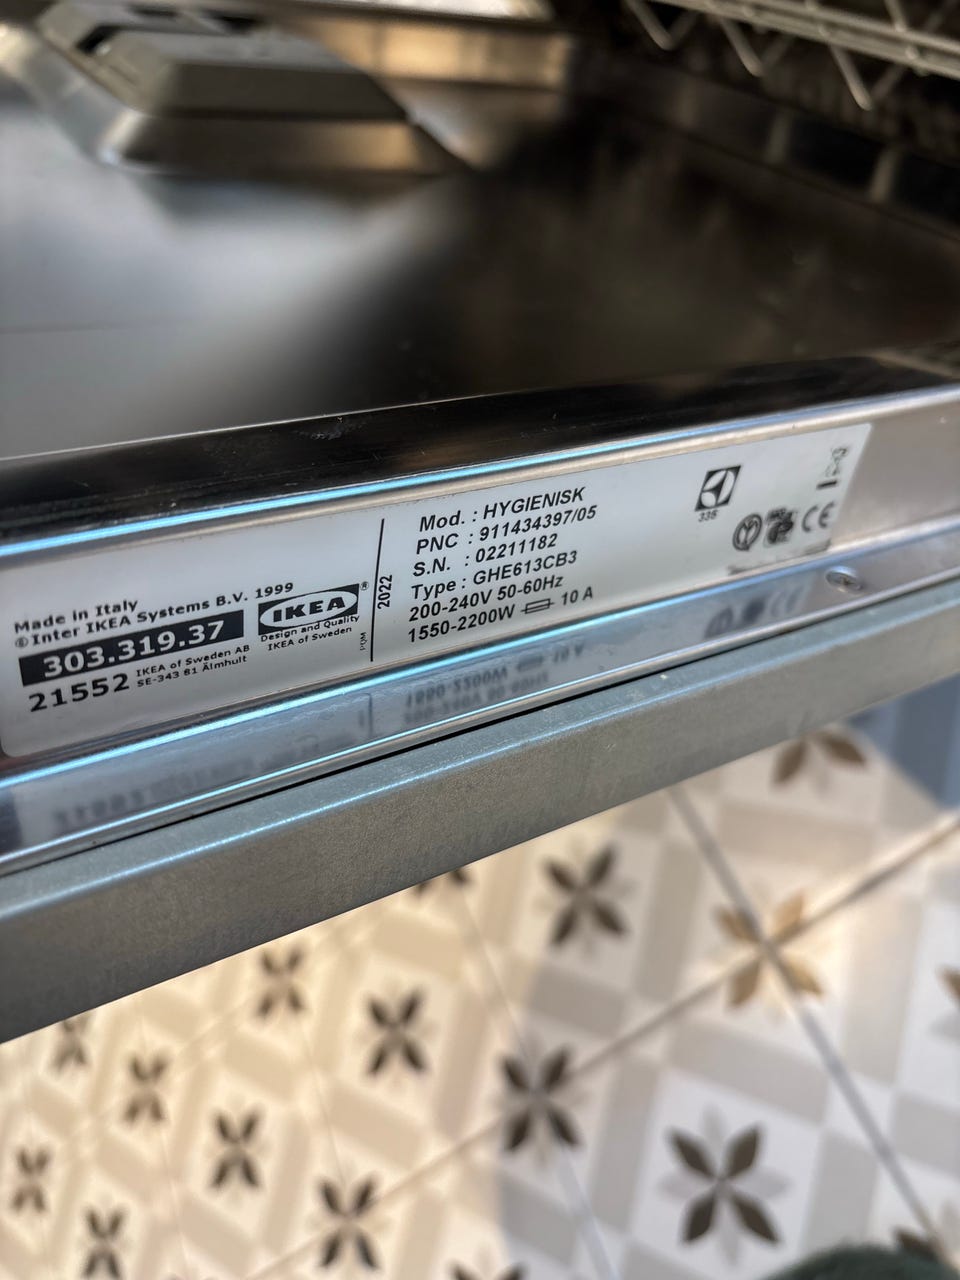 Made in Italy
©Inter IKEA Systems B.V. 1999
303.319.37
21552
IKEA of Sweden AB
SE-343 81 Älmhult
IKEA®
Design and Quality
IKEA of Sweden
PQM
2022
Mod. : HYGIENISK
PNC : 911434397/05
S.N. : 02211182
Type : GHE613CB3
200-240V 50-60Hz
1550-2200W 10 A
33S
CE